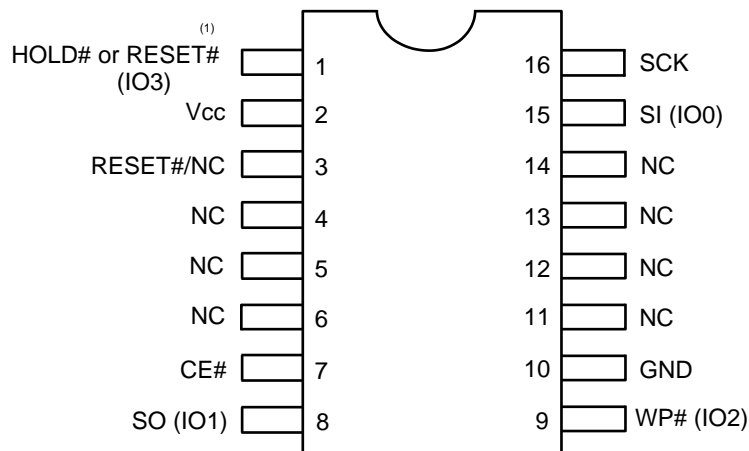 (1)
HOLD# or RESET#
(IO3)
1
16
SCK
Vcc
2
15
SI (IO0)
RESET#/NC
3
14
NC
NC
4
13
NC
NC
5
12
NC
NC
6
11
NC
CE#
7
10
GND
SO (IO1)
8
9
WP# (IO2)